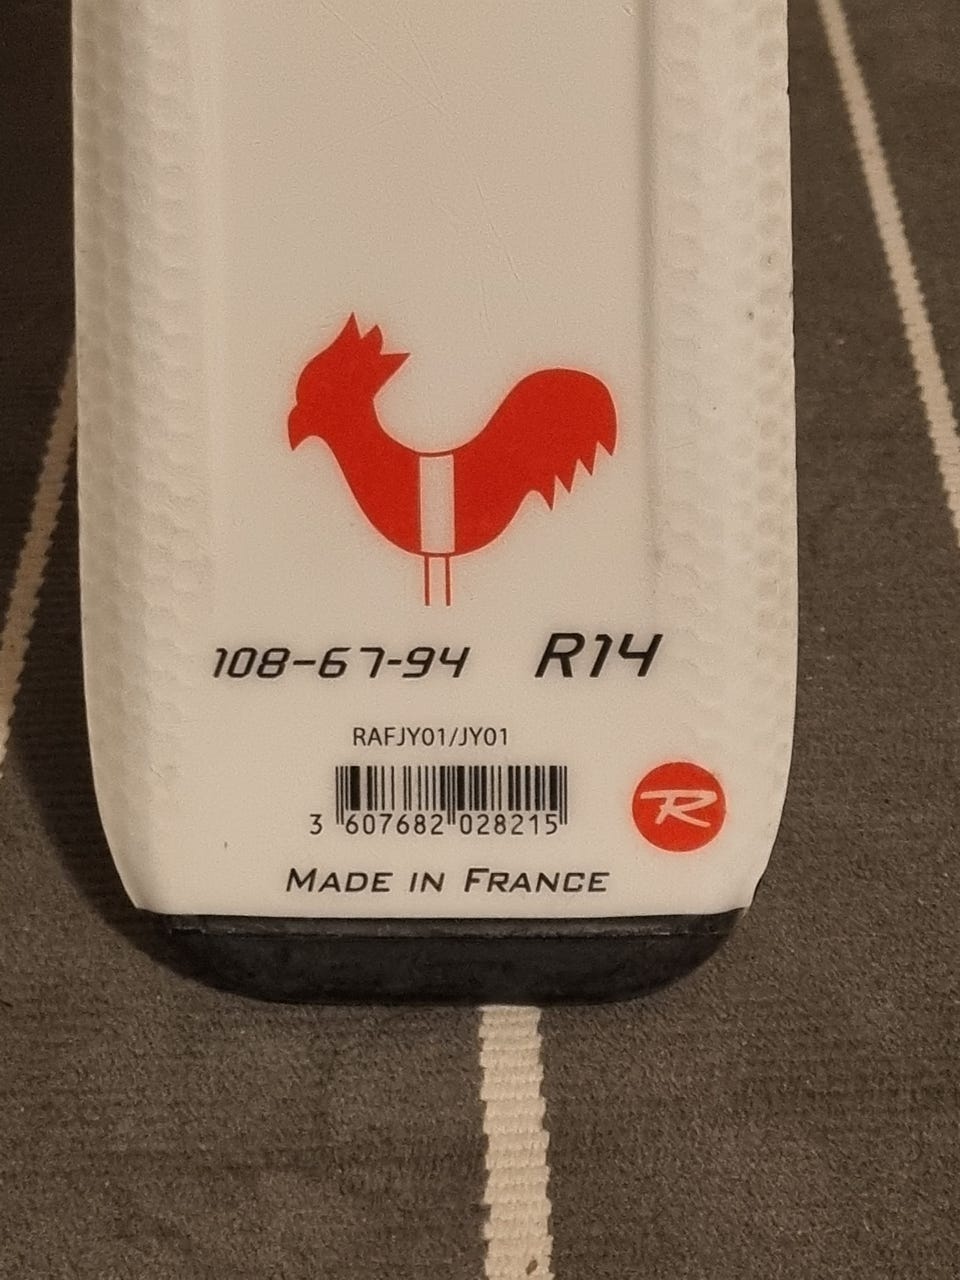 108-67-94 R14
RAFJY01/JY01
3 607682 028215
R
MADE IN FRANCE